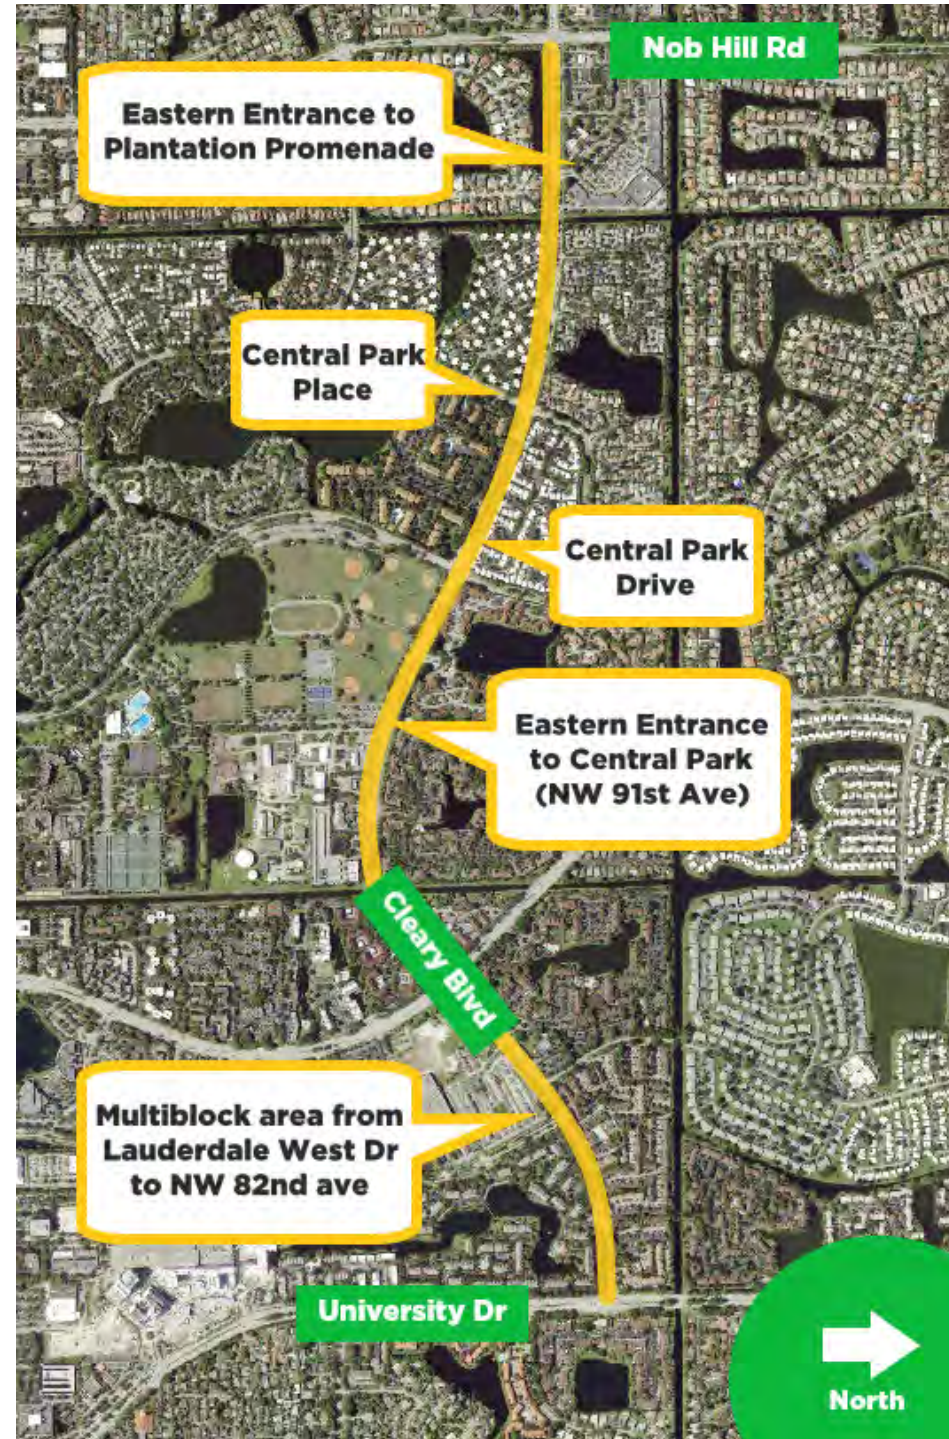 Nob Hill Rd
Eastern Entrance to
Plantation Promenade
Central Park
Place
Central Park
Drive
Eastern Entrance
to Central Park
(NW 91st Ave)
Cleary Blvd
Multiblock area from
Lauderdale West Dr
to NW 82nd ave
University Dr
North